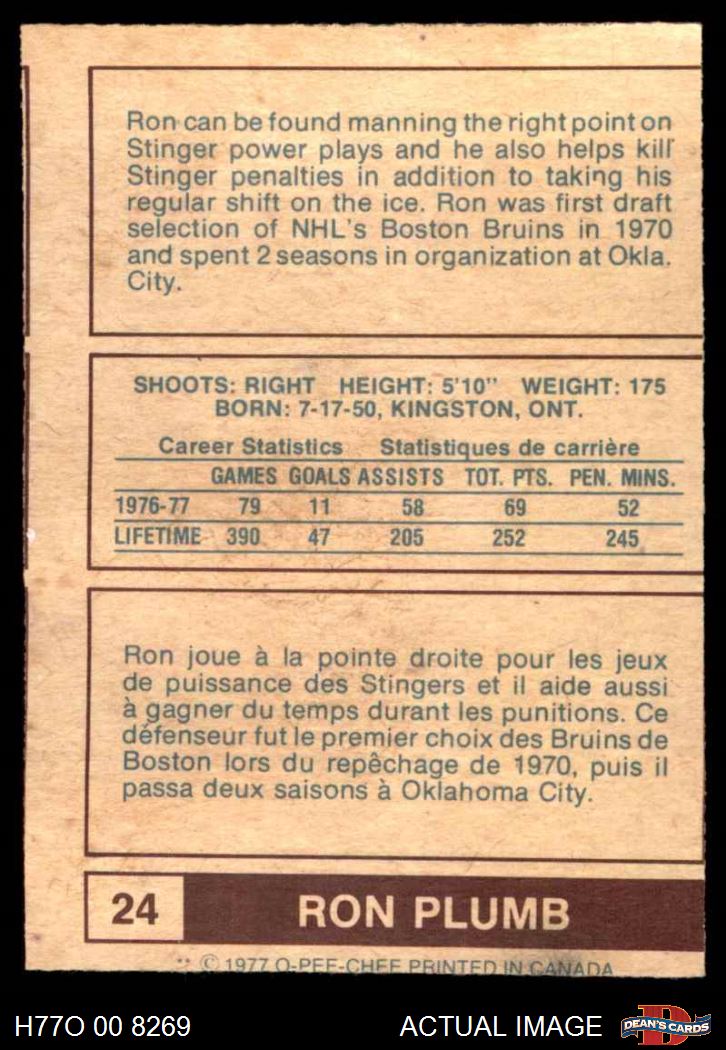 Ron can be found manning the right point on
Stinger power plays and he also helps kill
Stinger penalties in addition to taking his
regular shift on the ice. Ron was first draft
selection of NHL's Boston Bruins in 1970
and spent 2 seasons in organization at Okla.
City.
SHOOTS: RIGHT HEIGHT: 5'10" WEIGHT: 175
BORN: 7-17-50, KINGSTON, ONT.
Career Statistics Statistiques de carrière
GAMES GOALS ASSISTS TOT. PTS. PEN. MINS.
1976-77 79 11 58 69 52
LIFETIME 390 47 205 252 245
Ron joue à la pointe droite pour les jeux
de puissance des Stingers et il aide aussi
à gagner du temps durant les punitions. Ce
défenseur fut le premier choix des Bruins de
Boston lors du repêchage de 1970, puis il
passa deux saisons à Oklahoma City.
24 RON PLUMB
** © 1977 O-PEE-CHEE PRINTED IN CANADA
H77O 00 8269 ACTUAL IMAGE DEAN'S CARDS